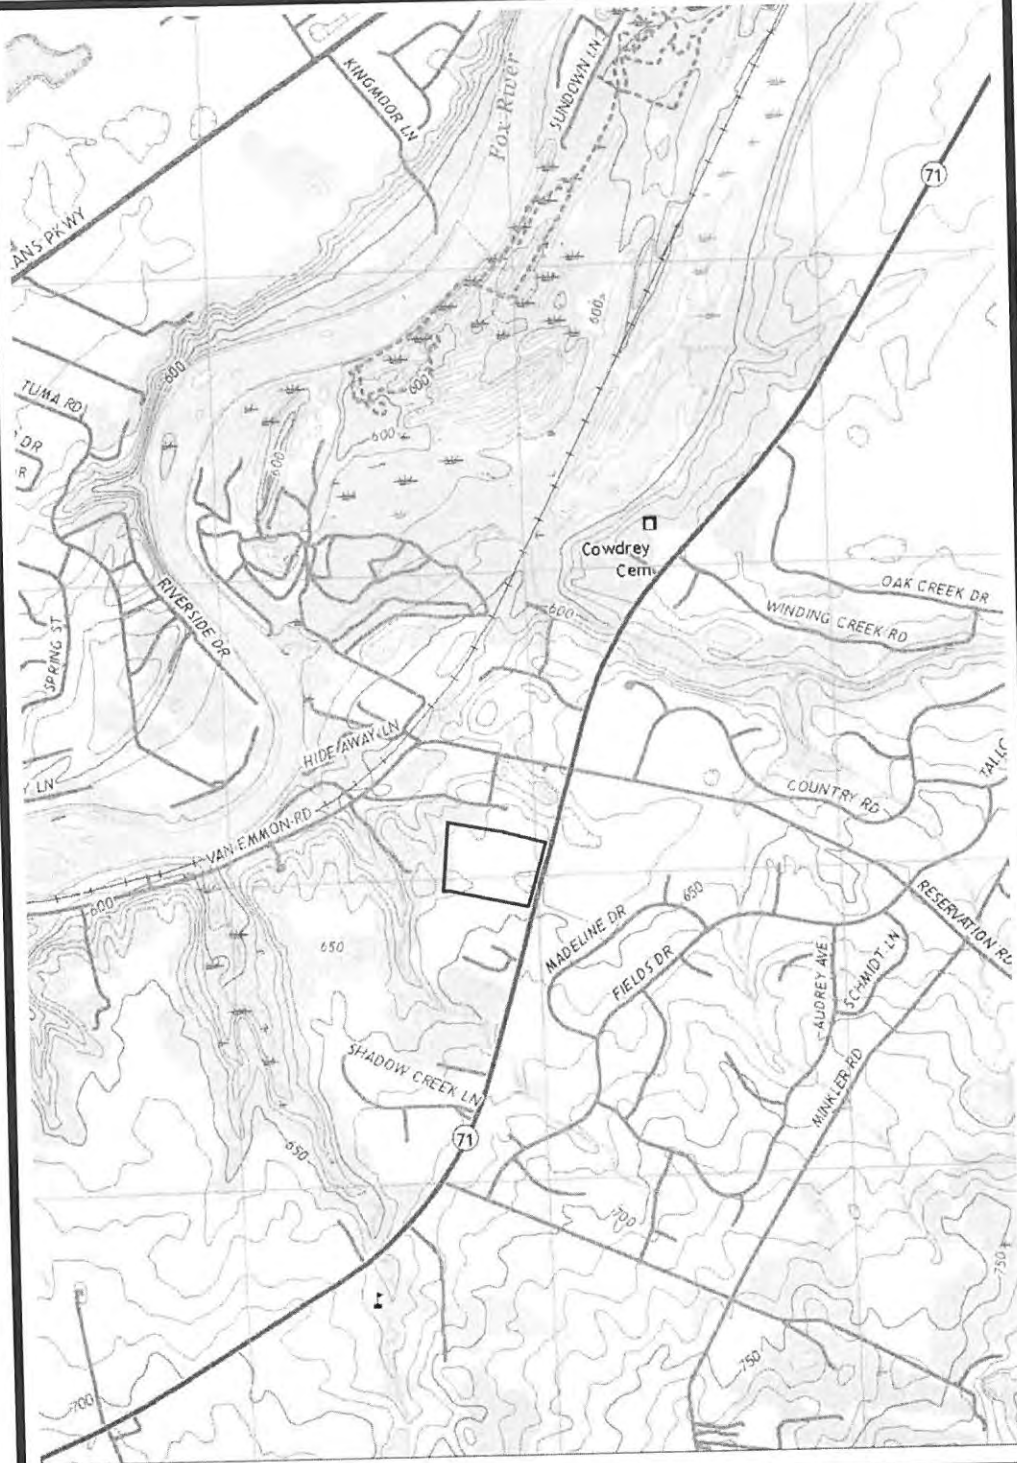 KINGMOOR LN
Fox River
SUNDOWN LN
71
ANS PKWY
600
600
600
TUMA RD
600
DR
R
600
Cowdrey
Cem
OAK CREEK DR
600
WINDING CREEK RD
RIVERSIDE DR
SPRING ST
HIDEAWAY LN
TALLO
Y LN
COUNTRY RD
VAN EMMON RD
600
650
RESERVATION RD
MADELINE DR
650
FIELDS DR
AUDREY AVE
SCHMIDT LN
SHADOW CREEK LN
MINKLER RD
71
650
700
750
750
700